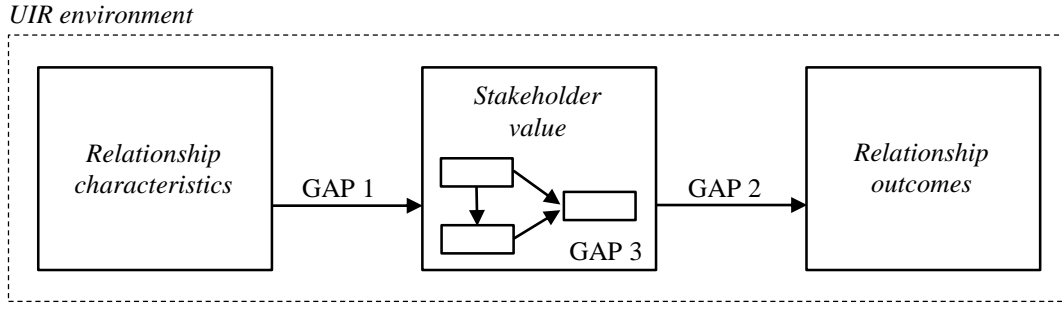 UIR environment
Relationship
characteristics
GAP 1
Stakeholder
value
GAP 3
GAP 2
Relationship
outcomes